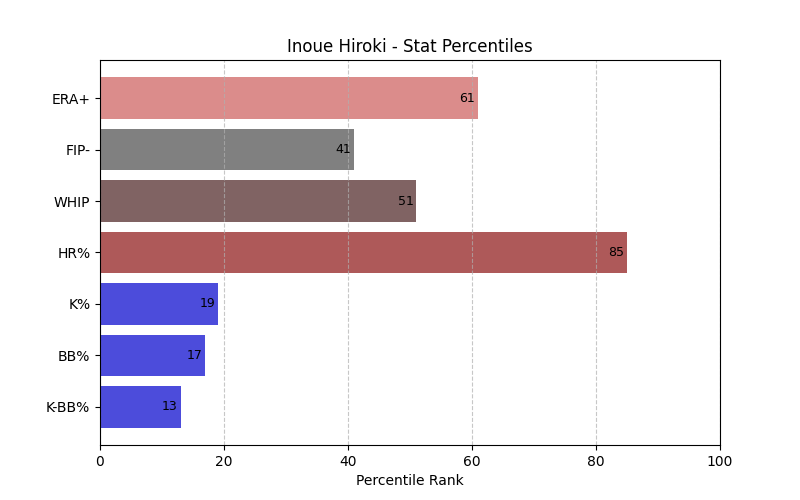 Inoue Hiroki - Stat Percentiles
ERA+ 61
FIP- 41
WHIP 51
HR% 85
K% 19
BB% 17
K-BB% 13
0 20 40 60 80 100
Percentile Rank